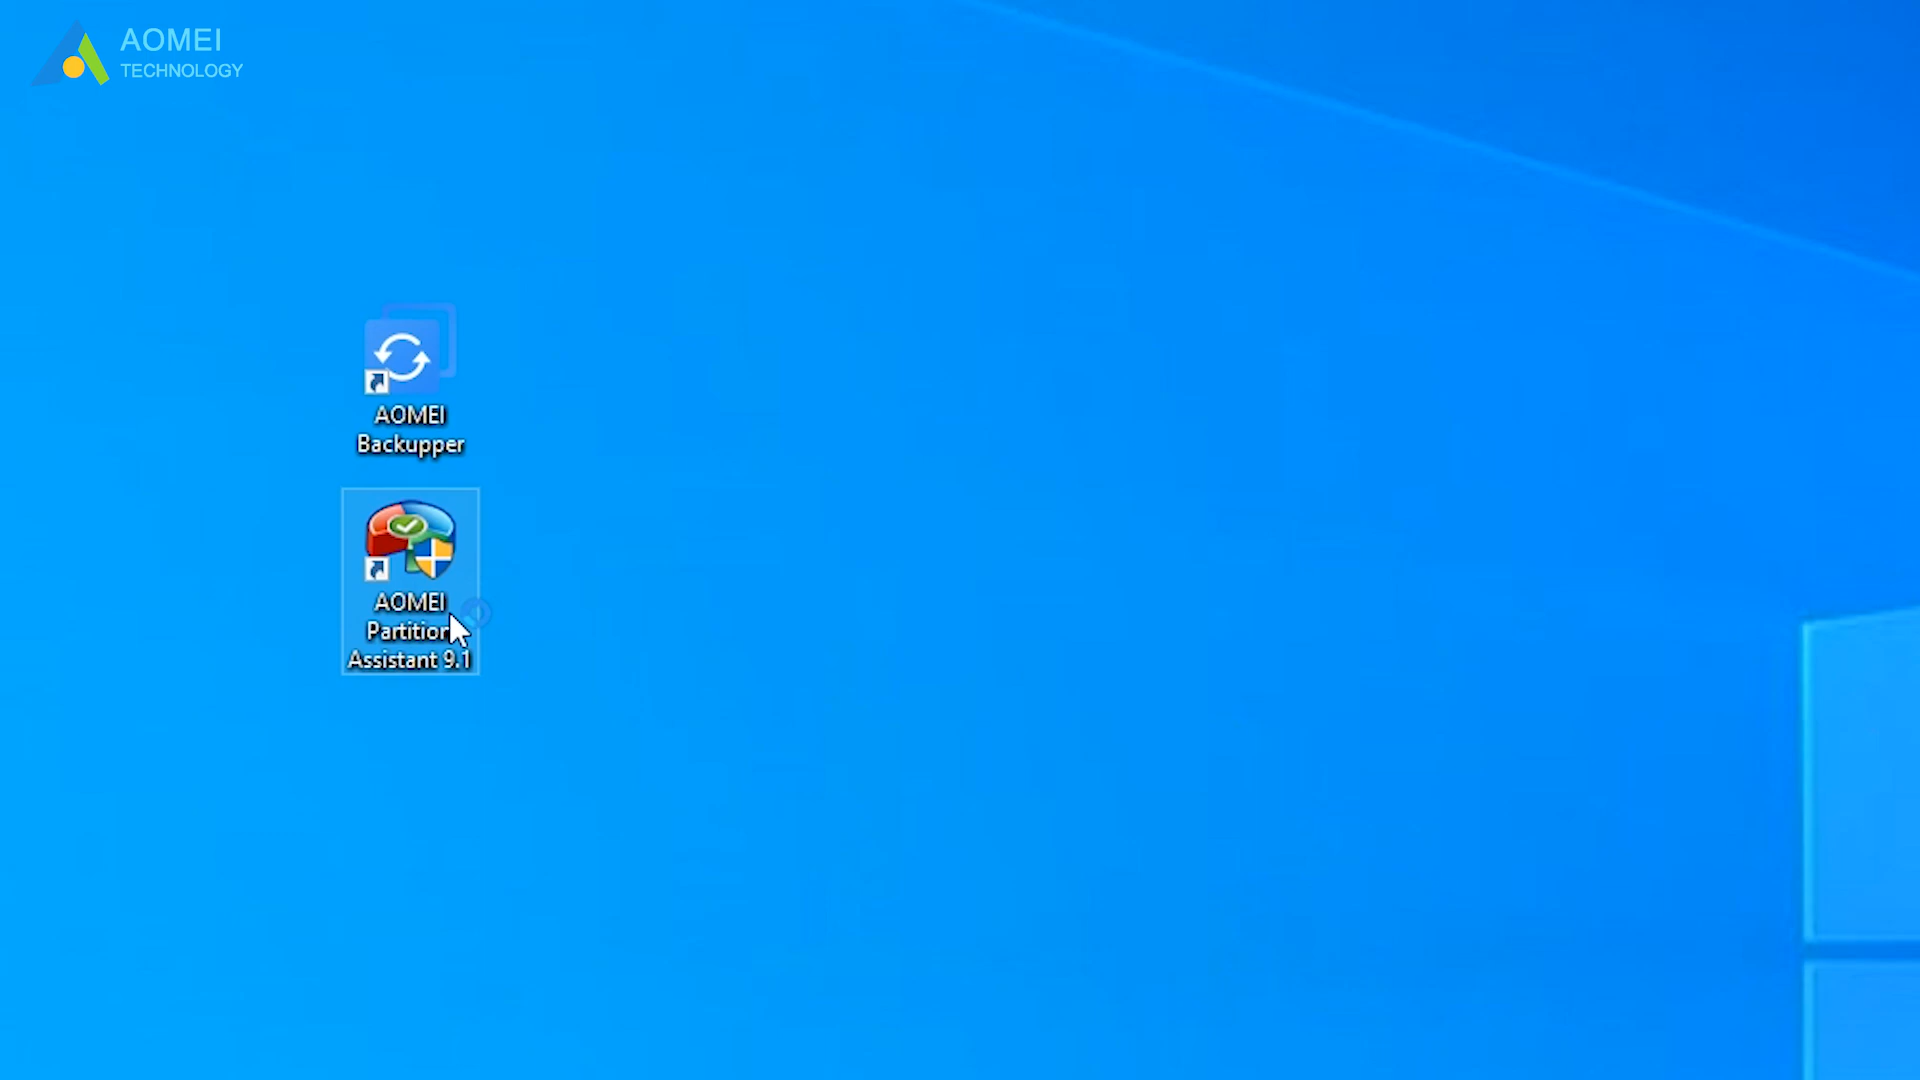 AOMEI
TECHNOLOGY
AOMEI
Backupper
AOMEI
Partition
Assistant 9.1